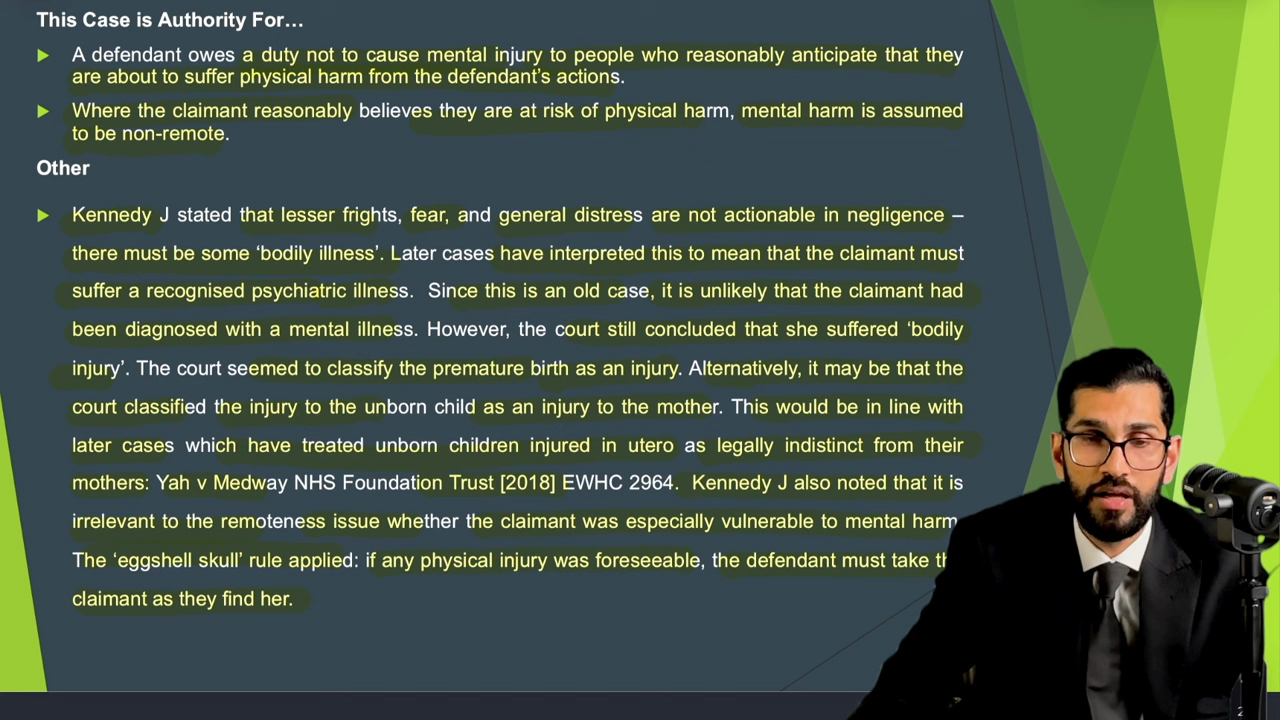 This Case is Authority For…
A defendant owes a duty not to cause mental injury to people who reasonably anticipate that they
are about to suffer physical harm from the defendant's actions.
Where the claimant reasonably believes they are at risk of physical harm, mental harm is assumed
to be non-remote.
Other
Kennedy J stated that lesser frights, fear, and general distress are not actionable in negligence –
there must be some 'bodily illness'. Later cases have interpreted this to mean that the claimant must
suffer a recognised psychiatric illness. Since this is an old case, it is unlikely that the claimant had
been diagnosed with a mental illness. However, the court still concluded that she suffered 'bodily
injury'. The court seemed to classify the premature birth as an injury. Alternatively, it may be that the
court classified the injury to the unborn child as an injury to the mother. This would be in line with
later cases which have treated unborn children injured in utero as legally indistinct from their
mothers: Yah v Medway NHS Foundation Trust [2018] EWHC 2964. Kennedy J also noted that it is
irrelevant to the remoteness issue whether the claimant was especially vulnerable to mental harm
The 'eggshell skull' rule applied: if any physical injury was foreseeable, the defendant must take
claimant as they find her.